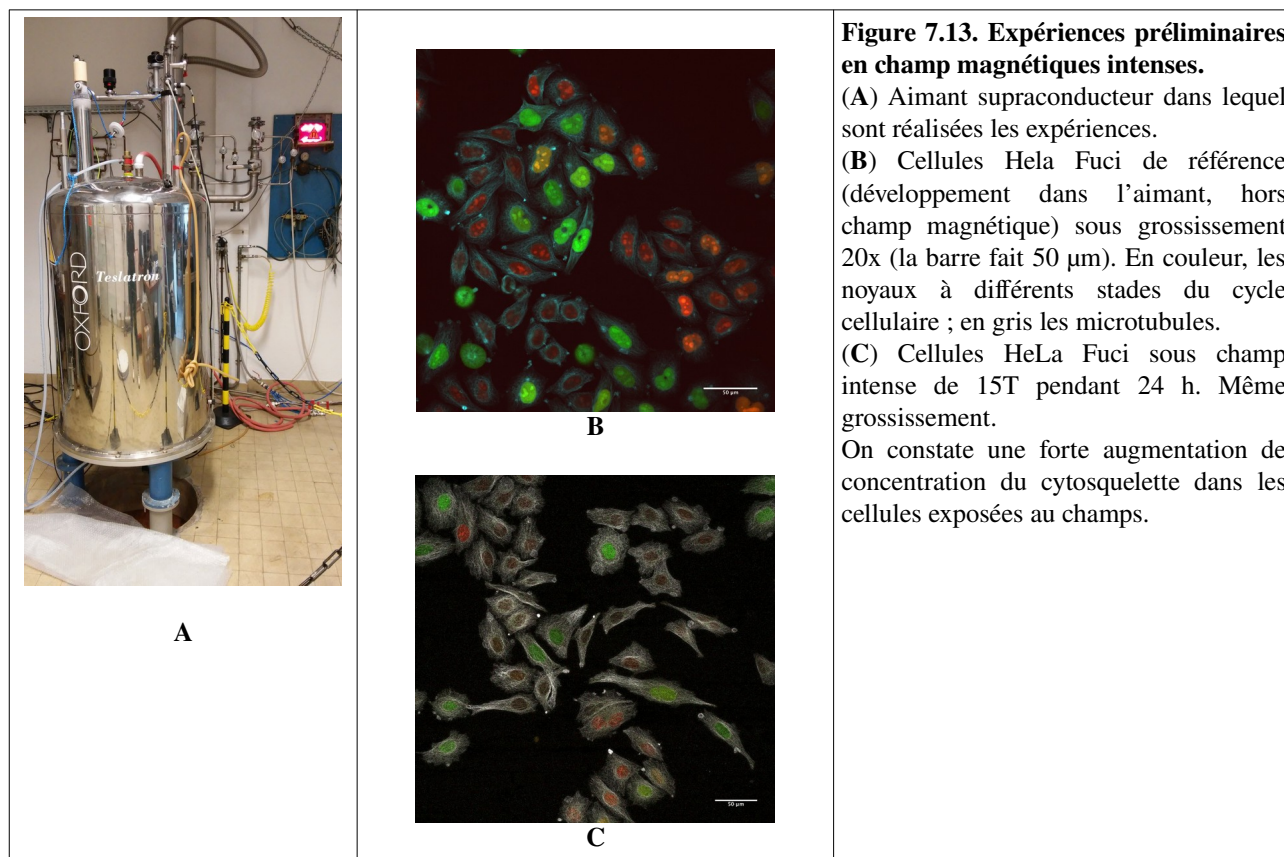 OXFORD
Teslatron
A
50 µm
B
50 µm
C
Figure 7.13. Expériences préliminaires
en champ magnétiques intenses.
(A) Aimant supraconducteur dans lequel
sont réalisées les expériences.
(B) Cellules Hela Fuci de référence
(développement dans l’aimant, hors
champ magnétique) sous grossissement
20x (la barre fait 50 µm). En couleur, les
noyaux à différents stades du cycle
cellulaire ; en gris les microtubules.
(C) Cellules HeLa Fuci sous champ
intense de 15T pendant 24 h. Même
grossissement.
On constate une forte augmentation de
concentration du cytosquelette dans les
cellules exposées au champs.